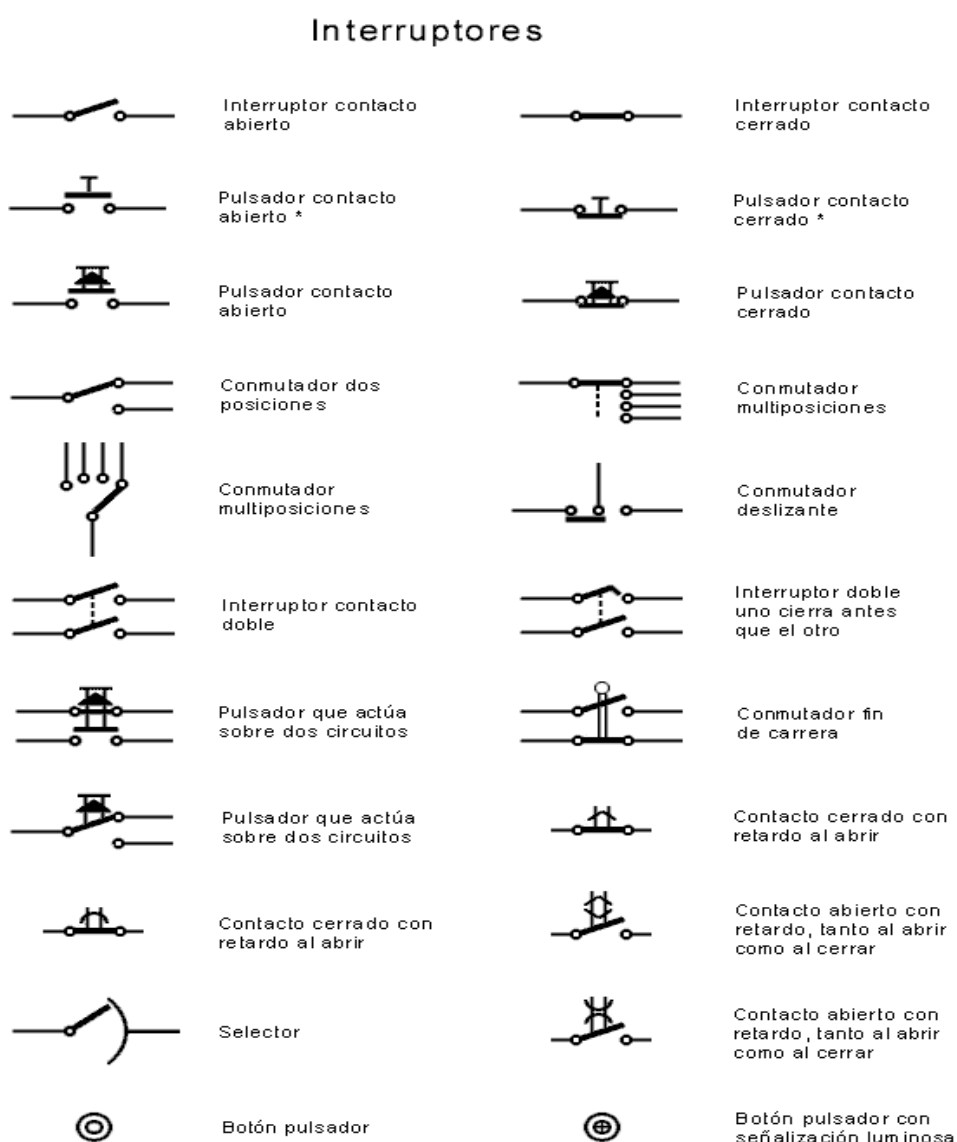 Interruptores
Interruptor contacto
abierto
Interruptor contacto
cerrado
Pulsador contacto
abierto *
Pulsador contacto
cerrado *
Pulsador contacto
abierto
Pulsador contacto
cerrado
Conmutador dos
posiciones
Conmutador
multiposiciones
Conmutador
multiposiciones
Conmutador
deslizante
Interruptor contacto
doble
Interruptor doble
uno cierra antes
que el otro
Pulsador que actúa
sobre dos circuitos
Conmutador fin
de carrera
Pulsador que actúa
sobre dos circuitos
Contacto cerrado con
retardo al abrir
Contacto cerrado con
retardo al abrir
Contacto abierto con
retardo, tanto al abrir
como al cerrar
Selector
Contacto abierto con
retardo, tanto al abrir
como al cerrar
Botón pulsador
Botón pulsador con
señalización luminosa